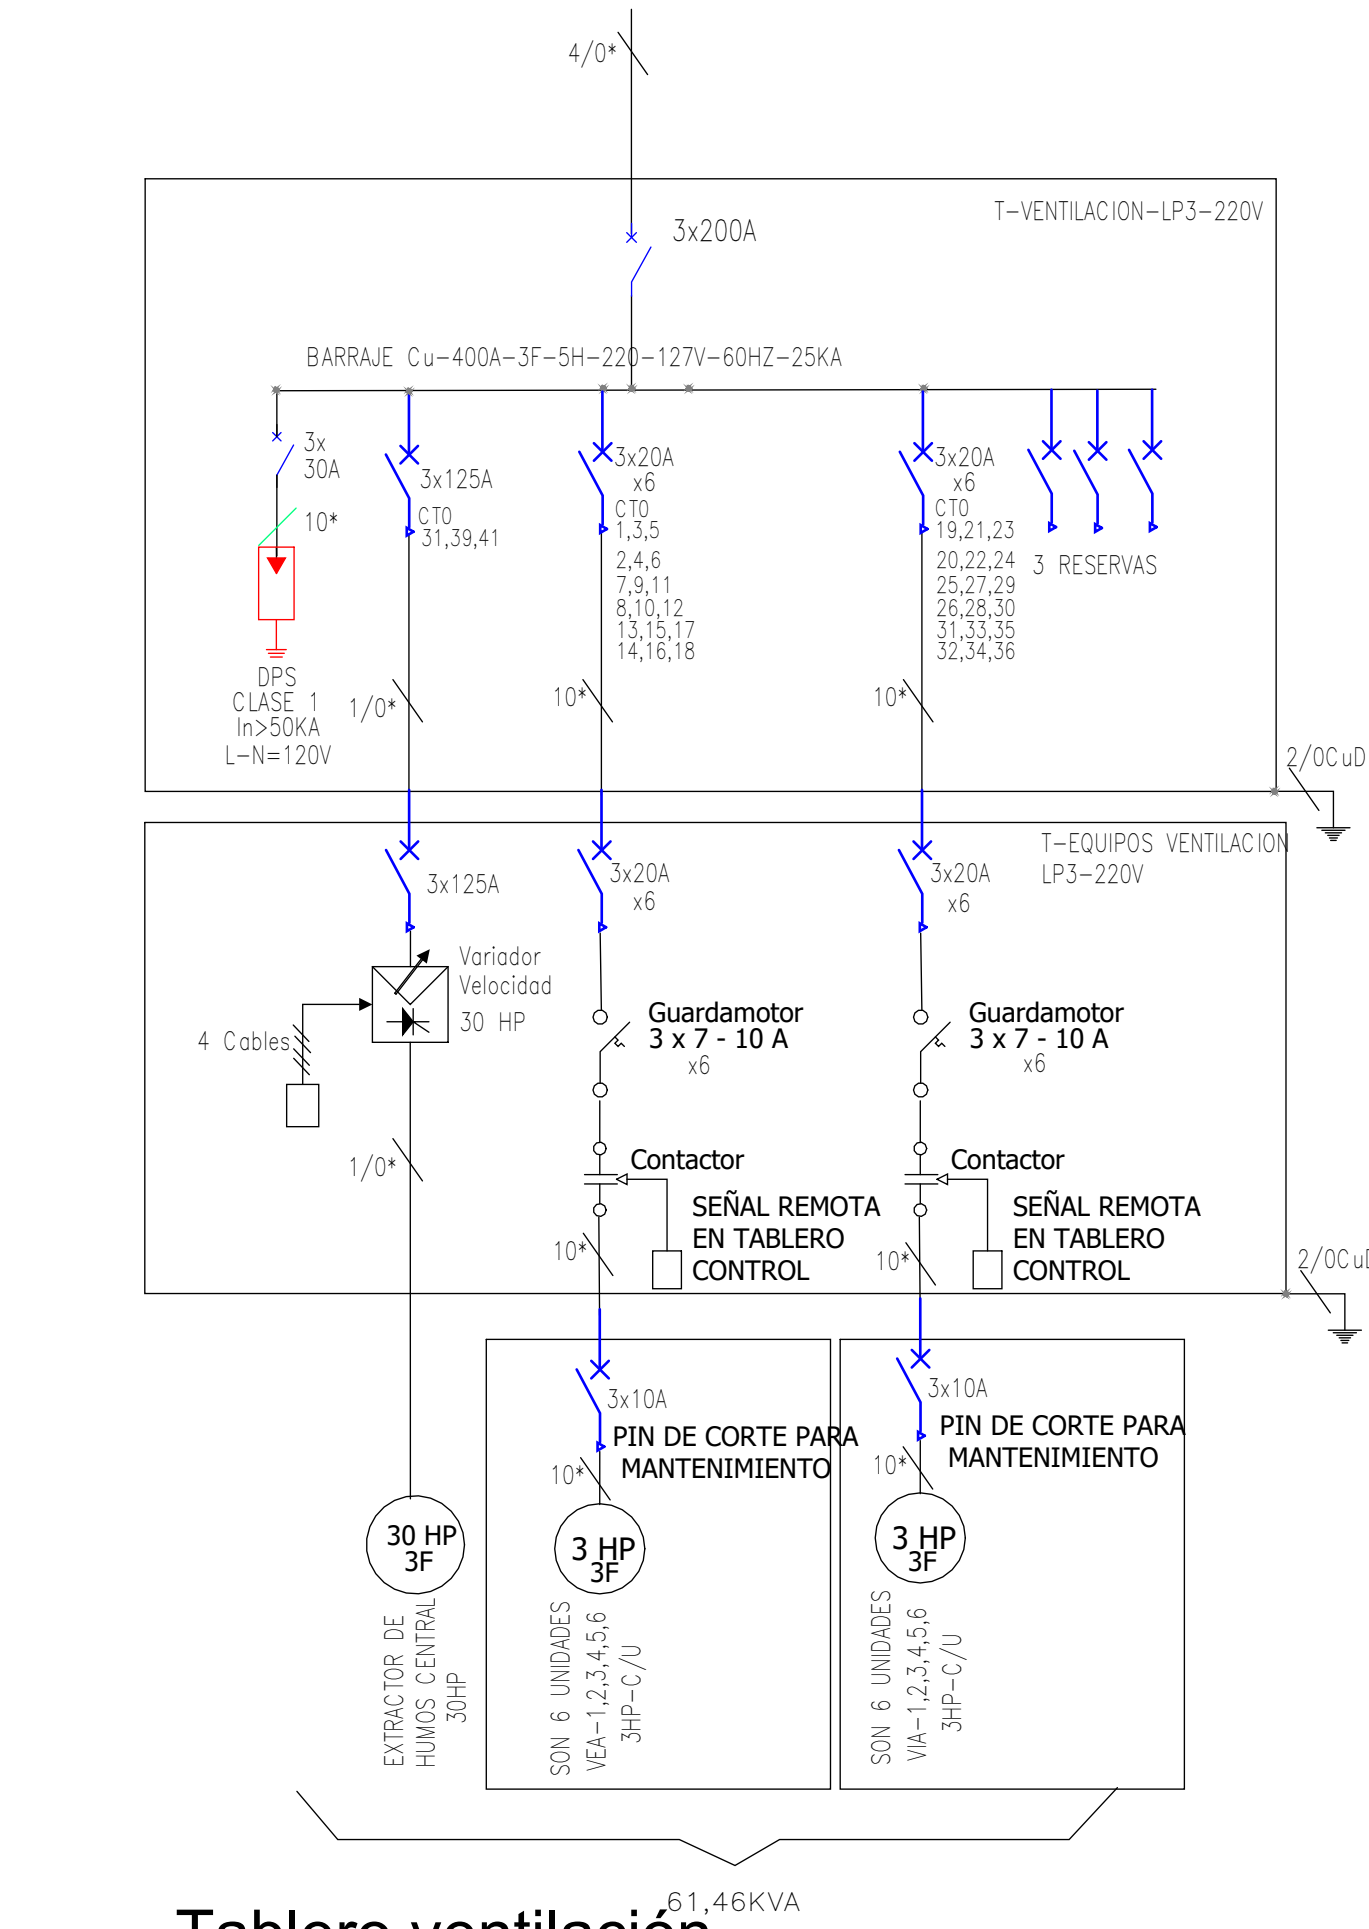 4/0*
T-VENTILACION-LP3-220V
3x200A
BARRAJE Cu-400A-3F-5H-220-127V-60HZ-25KA
3x
30A
10*
DPS
CLASE 1
In>50KA
L-N=120V
3x125A
CTO
31,39,41
1/0*
3x20A
x6
CTO
1,3,5
2,4,6
7,9,11
8,10,12
13,15,17
14,16,18
10*
3x20A
x6
CTO
19,21,23
20,22,24
25,27,29
26,28,30
31,33,35
32,34,36
10*
3 RESERVAS
2/0CuD
T-EQUIPOS VENTILACION
LP3-220V
3x125A
Variador
Velocidad
30 HP
4 Cables
1/0*
3x20A
x6
Guardamotor
3 x 7 - 10 A
x6
Contactor
SEÑAL REMOTA
EN TABLERO
CONTROL
10*
3x20A
x6
Guardamotor
3 x 7 - 10 A
x6
Contactor
SEÑAL REMOTA
EN TABLERO
CONTROL
10*
2/0Cu
3x10A
PIN DE CORTE PARA
MANTENIMIENTO
10*
3x10A
PIN DE CORTE PARA
MANTENIMIENTO
10*
30 HP
3F
EXTRACTOR DE
HUMOS CENTRAL
30HP
3 HP
3F
SON 6 UNIDADES
VEA-1,2,3,4,5,6
3HP-C/U
3 HP
3F
SON 6 UNIDADES
VIA-1,2,3,4,5,6
3HP-C/U
61,46KVA
Tablero ventilación